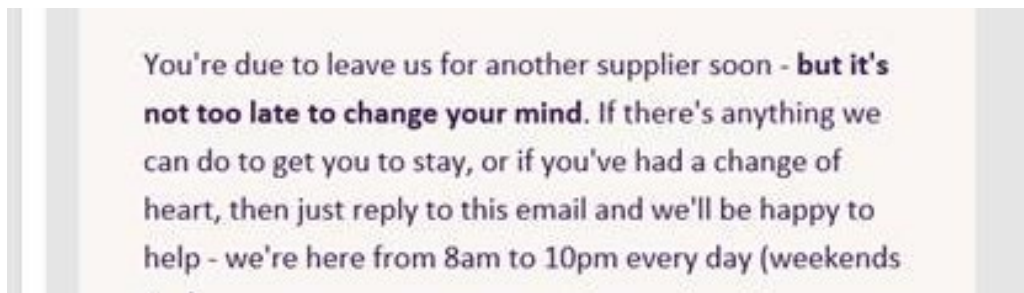 You're due to leave us for another supplier soon - but it's
not too late to change your mind. If there's anything we
can do to get you to stay, or if you've had a change of
heart, then just reply to this email and we'll be happy to
help - we're here from 8am to 10pm every day (weekends